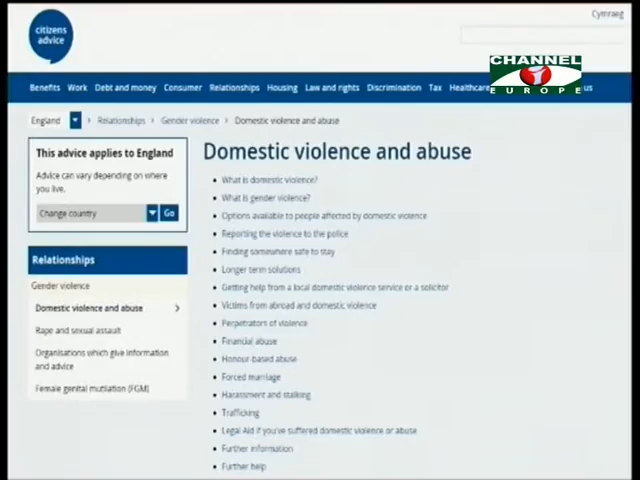 citizens
advice
Cymraeg
CHANNEL
i
EUROPE
Benefits Work Debt and money Consumer Relationships Housing Law and rights Discrimination Tax Healthcare us
England › Relationships › Gender violence › Domestic violence and abuse
This advice applies to England
Advice can vary depending on where
you live.
Change country Go
Relationships
Gender violence
Domestic violence and abuse
Rape and sexual assault
Organisations which give information
and advice
Female genital mutilation (FGM)
Domestic violence and abuse
What is domestic violence?
What is gender violence?
Options available to people affected by domestic violence
Reporting the violence to the police
Finding somewhere safe to stay
Longer term solutions
Getting help from a local domestic violence service or a solicitor
Victims from abroad and domestic violence
Perpetrators of violence
Financial abuse
Honour-based abuse
Forced marriage
Harassment and stalking
Trafficking
Legal Aid if you've suffered domestic violence or abuse
Further information
Further help